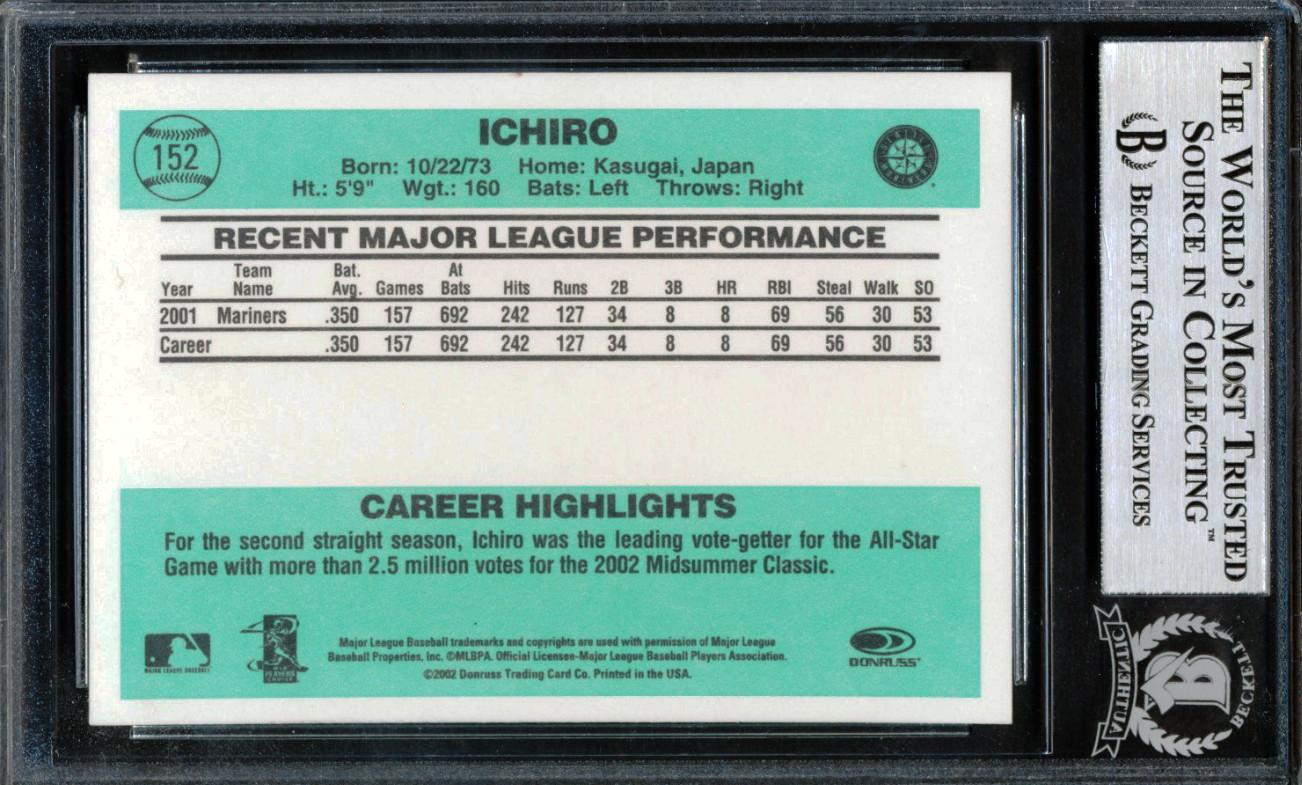 152
ICHIRO
Born: 10/22/73 Home: Kasugai, Japan
Ht.: 5'9" Wgt.: 160 Bats: Left Throws: Right
RECENT MAJOR LEAGUE PERFORMANCE
Year Team Name Bat. Avg. Games At Bats Hits Runs 2B 3B HR RBI Steal Walk SO
2001 Mariners .350 157 692 242 127 34 8 8 69 56 30 53
Career .350 157 692 242 127 34 8 8 69 56 30 53
CAREER HIGHLIGHTS
For the second straight season, Ichiro was the leading vote-getter for the All-Star
Game with more than 2.5 million votes for the 2002 Midsummer Classic.
MAJOR LEAGUE BASEBALL
PLAYERS CHOICE
Major League Baseball trademarks and copyrights are used with permission of Major League
Baseball Properties, Inc. ©MLBPA. Official Licensee-Major League Baseball Players Association.
©2002 Donruss Trading Card Co. Printed in the USA.
DONRUSS
THE WORLD'S MOST TRUSTED
SOURCE IN COLLECTING™
B BECKETT GRADING SERVICES
AUTHENTIC
B
BECKETT